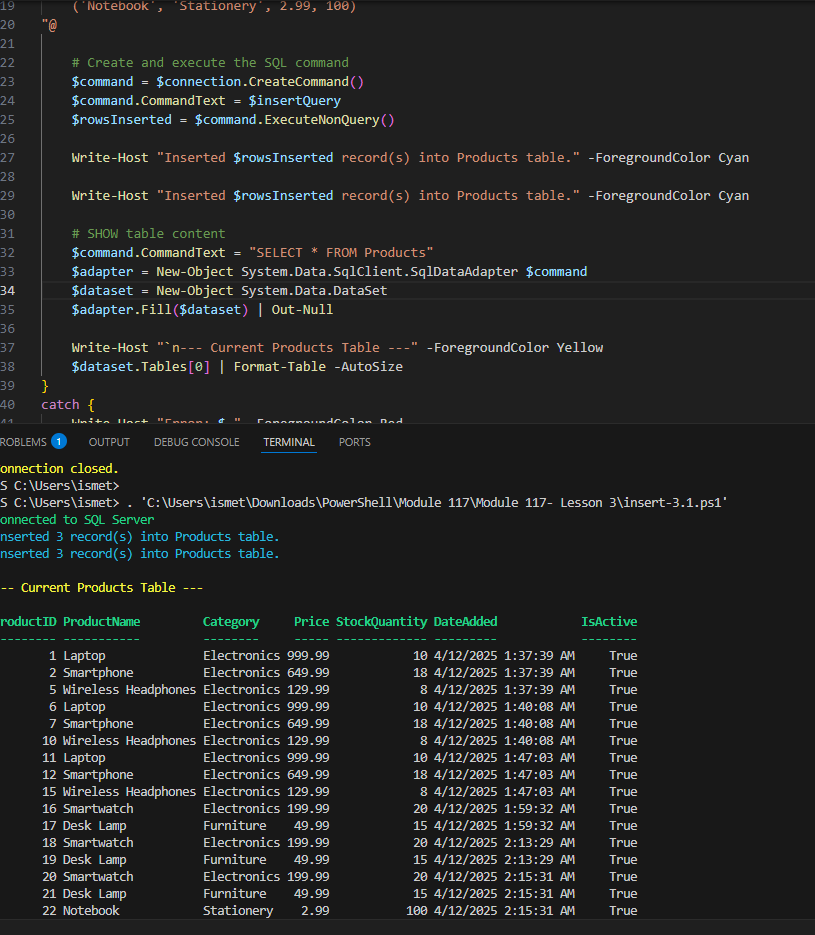 19 ('Notebook', 'Stationery', 2.99, 100)
20 "@
21
22 # Create and execute the SQL command
23 $command = $connection.CreateCommand()
24 $command.CommandText = $insertQuery
25 $rowsInserted = $command.ExecuteNonQuery()
26
27 Write-Host "Inserted $rowsInserted record(s) into Products table." -ForegroundColor Cyan
28
29 Write-Host "Inserted $rowsInserted record(s) into Products table." -ForegroundColor Cyan
30
31 # SHOW table content
32 $command.CommandText = "SELECT * FROM Products"
33 $adapter = New-Object System.Data.SqlClient.SqlDataAdapter $command
34 $dataset = New-Object System.Data.DataSet
35 $adapter.Fill($dataset) | Out-Null
36
37 Write-Host "`n--- Current Products Table ---" -ForegroundColor Yellow
38 $dataset.Tables[0] | Format-Table -AutoSize
39 }
40 catch {
41 Write-Host "Error: $_" -ForegroundColor Red
ROBLEMS 1 OUTPUT DEBUG CONSOLE TERMINAL PORTS
onnection closed.
S C:\Users\ismet>
S C:\Users\ismet> . 'C:\Users\ismet\Downloads\PowerShell\Module 117\Module 117- Lesson 3\insert-3.1.ps1'
onnected to SQL Server
nserted 3 record(s) into Products table.
nserted 3 record(s) into Products table.
-- Current Products Table ---
roductID ProductName Category Price StockQuantity DateAdded IsActive
-------- ----------- -------- ----- ------------- --------- --------
1 Laptop Electronics 999.99 10 4/12/2025 1:37:39 AM True
2 Smartphone Electronics 649.99 18 4/12/2025 1:37:39 AM True
5 Wireless Headphones Electronics 129.99 8 4/12/2025 1:37:39 AM True
6 Laptop Electronics 999.99 10 4/12/2025 1:40:08 AM True
7 Smartphone Electronics 649.99 18 4/12/2025 1:40:08 AM True
10 Wireless Headphones Electronics 129.99 8 4/12/2025 1:40:08 AM True
11 Laptop Electronics 999.99 10 4/12/2025 1:47:03 AM True
12 Smartphone Electronics 649.99 18 4/12/2025 1:47:03 AM True
15 Wireless Headphones Electronics 129.99 8 4/12/2025 1:47:03 AM True
16 Smartwatch Electronics 199.99 20 4/12/2025 1:59:32 AM True
17 Desk Lamp Furniture 49.99 15 4/12/2025 1:59:32 AM True
18 Smartwatch Electronics 199.99 20 4/12/2025 2:13:29 AM True
19 Desk Lamp Furniture 49.99 15 4/12/2025 2:13:29 AM True
20 Smartwatch Electronics 199.99 20 4/12/2025 2:15:31 AM True
21 Desk Lamp Furniture 49.99 15 4/12/2025 2:15:31 AM True
22 Notebook Stationery 2.99 100 4/12/2025 2:15:31 AM True